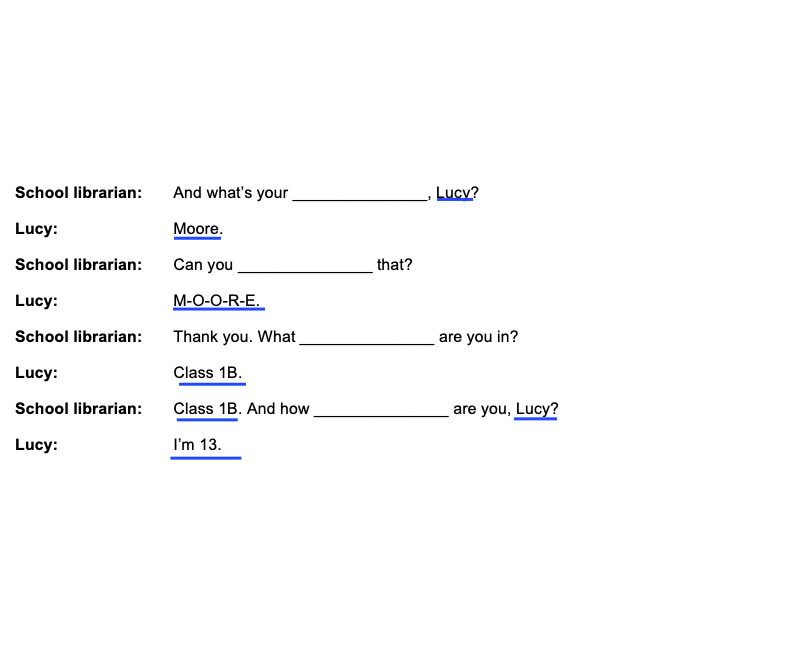 School librarian: And what's your _______________, Lucy?
Lucy: Moore.
School librarian: Can you _______________ that?
Lucy: M-O-O-R-E.
School librarian: Thank you. What _______________ are you in?
Lucy: Class 1B.
School librarian: Class 1B. And how _______________ are you, Lucy?
Lucy: I'm 13.